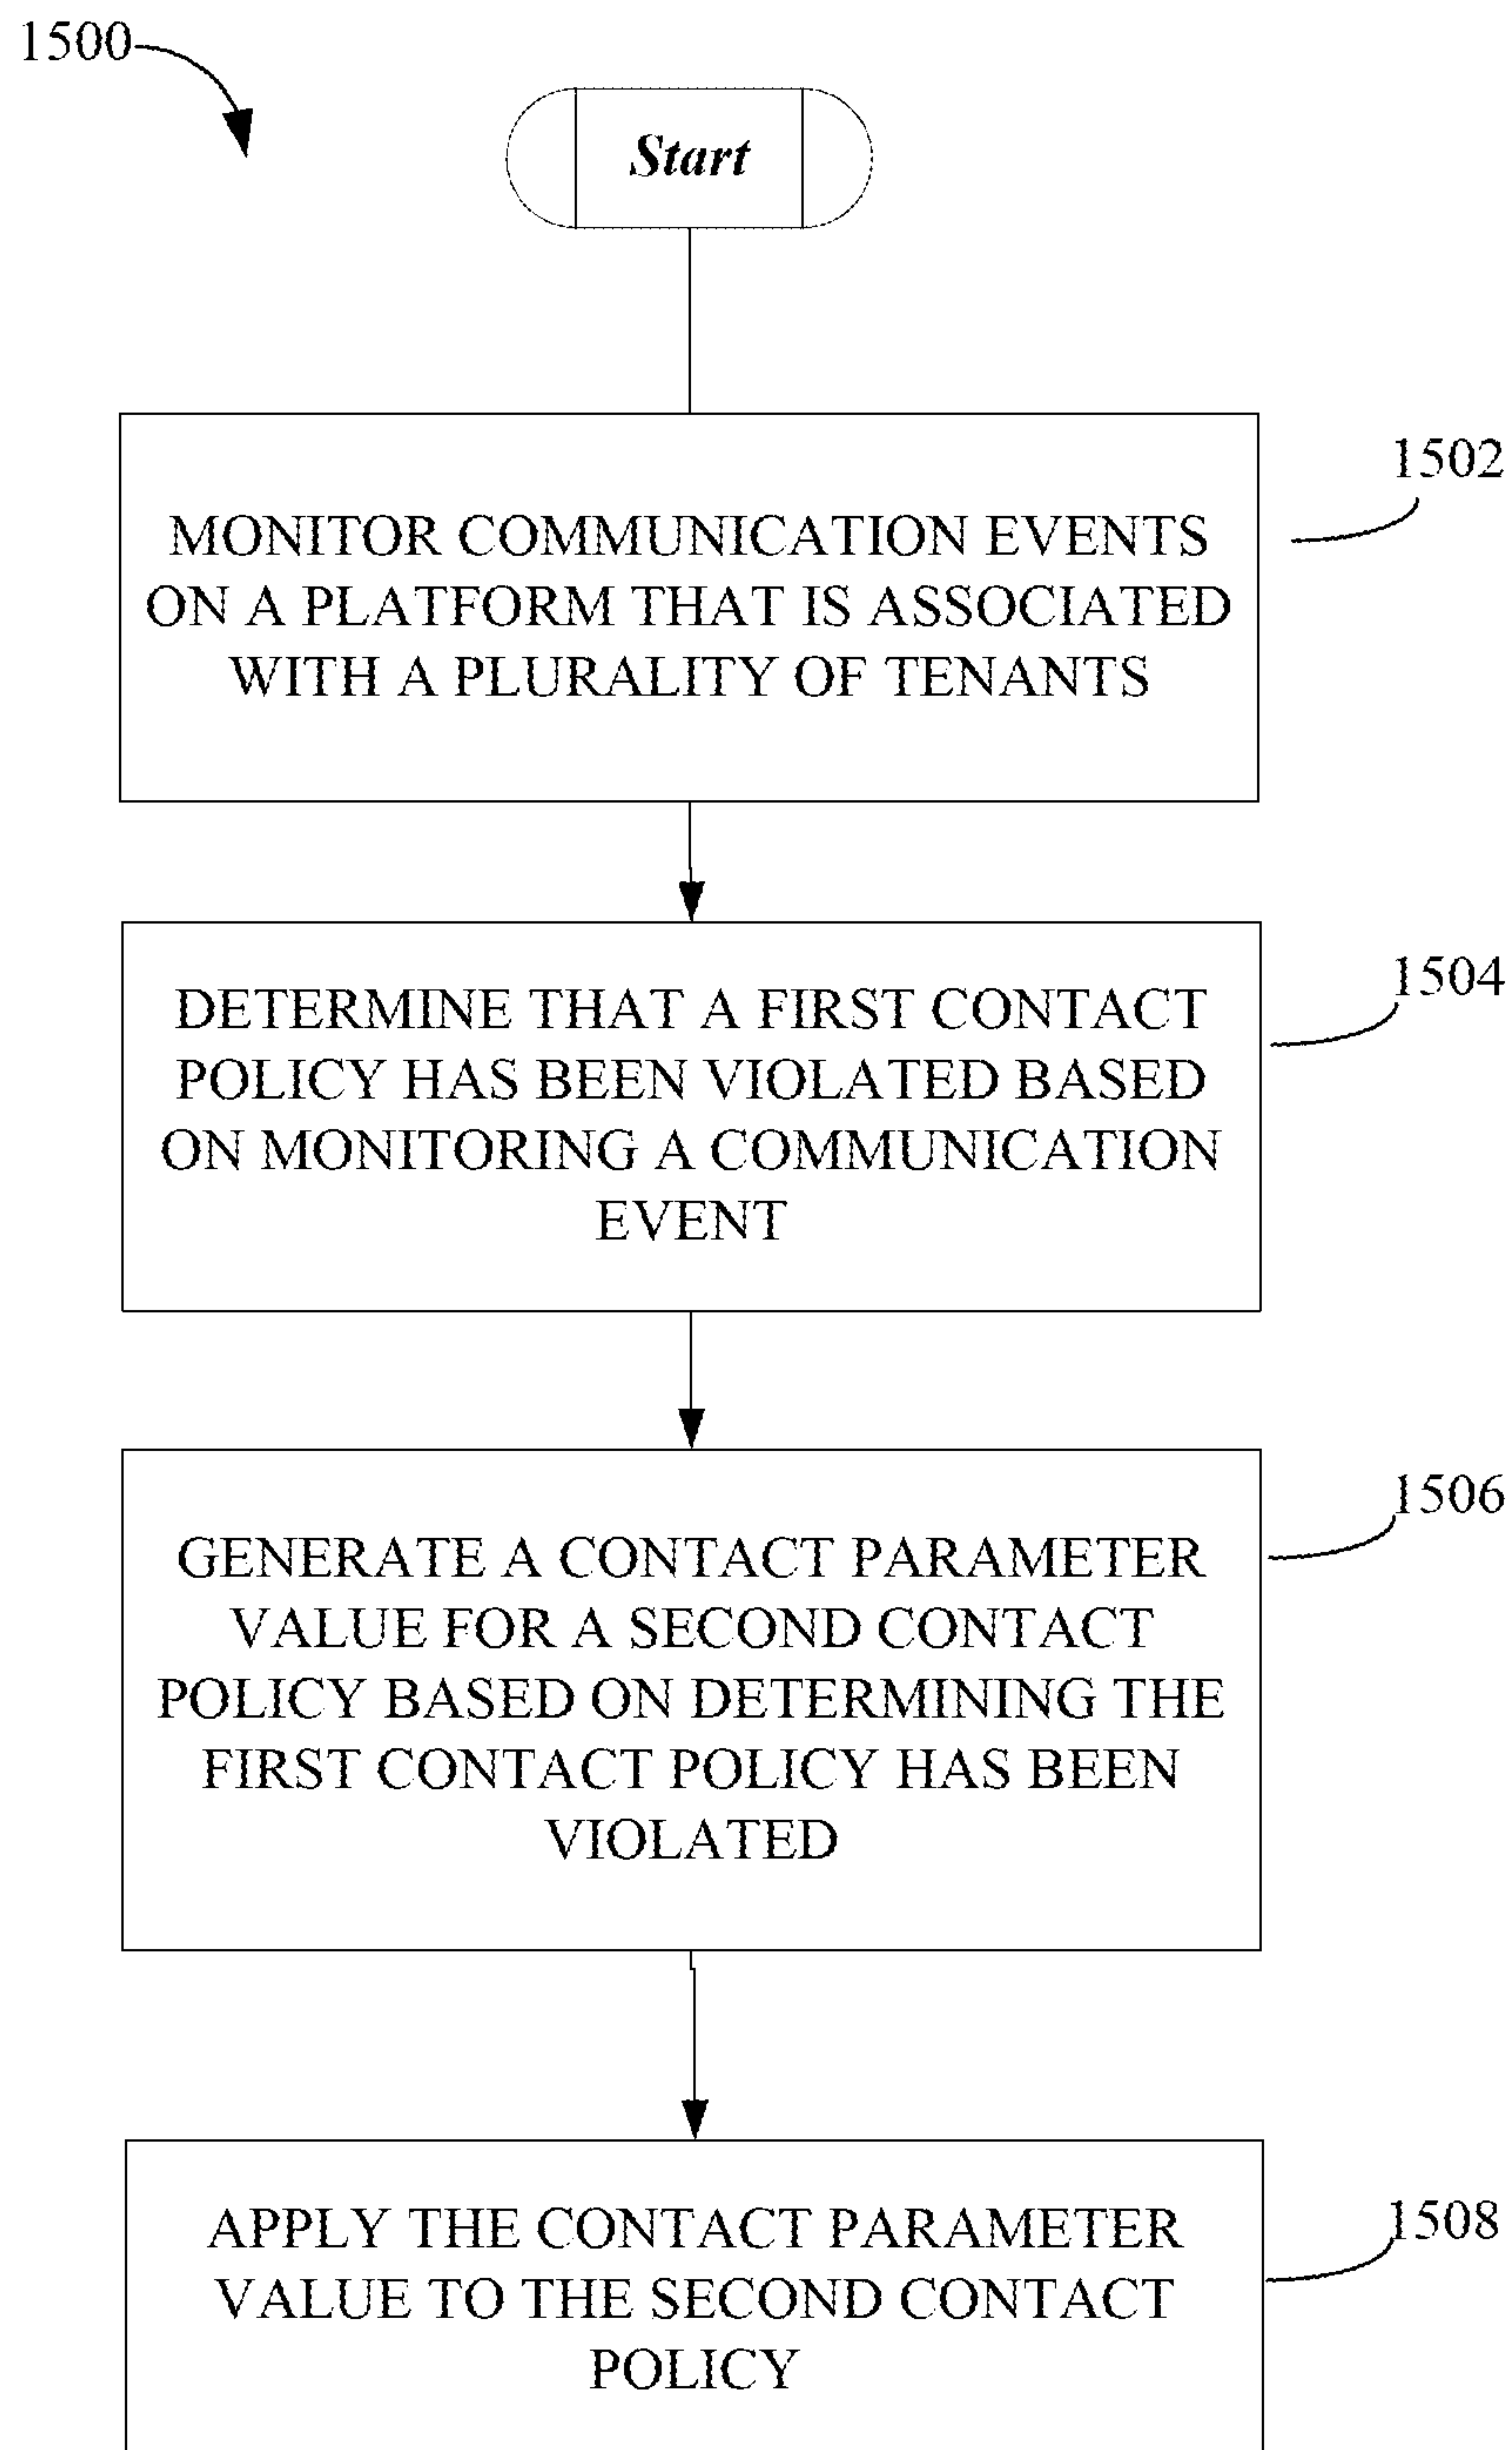 1500
Start
1502
MONITOR COMMUNICATION EVENTS
ON A PLATFORM THAT IS ASSOCIATED
WITH A PLURALITY OF TENANTS
1504
DETERMINE THAT A FIRST CONTACT
POLICY HAS BEEN VIOLATED BASED
ON MONITORING A COMMUNICATION
EVENT
1506
GENERATE A CONTACT PARAMETER
VALUE FOR A SECOND CONTACT
POLICY BASED ON DETERMINING THE
FIRST CONTACT POLICY HAS BEEN
VIOLATED
1508
APPLY THE CONTACT PARAMETER
VALUE TO THE SECOND CONTACT
POLICY